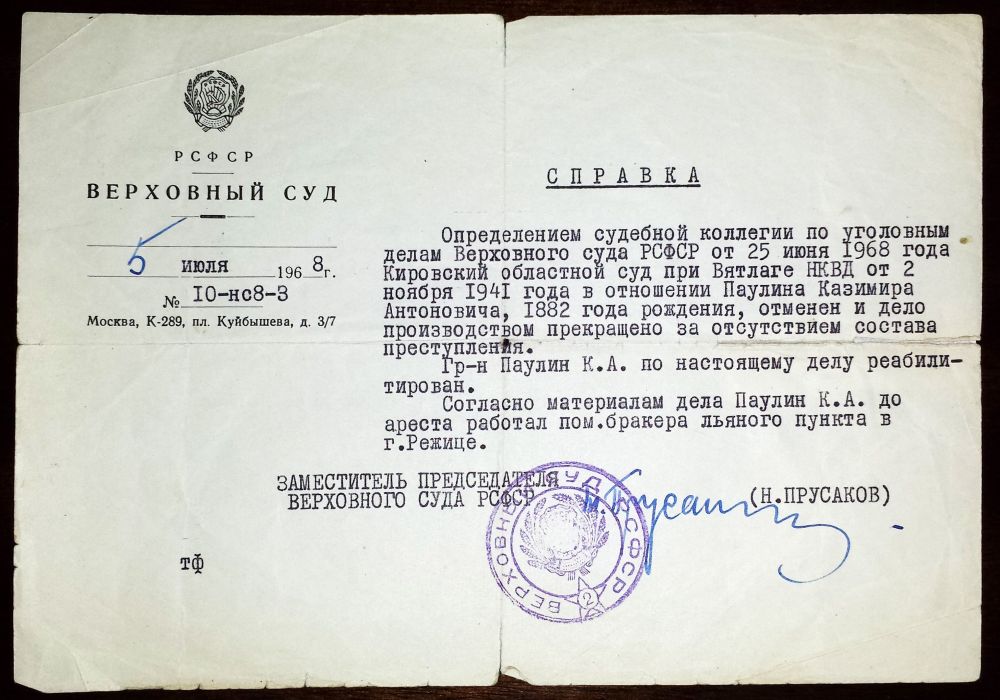 РСФСР
ВЕРХОВНЫЙ СУД
5 июля 1968г.
№ 10-нс8-3
Москва, К-289, пл. Куйбышева, д. 3/7
СПРАВКА
Определением судебной коллегии по уголовным
делам Верховного суда РСФСР от 25 июня 1968 года
Кировский областной суд при Вятлаге НКВД от 2
ноября 1941 года в отношении Паулина Казимира
Антоновича, 1882 года рождения, отменен и дело
производством прекращено за отсутствием состава
преступления.
Гр-н Паулин К.А. по настоящему делу реабили-
тирован.
Согласно материалам дела Паулин К.А. до
ареста работал пом.бракера льяного пункта в
г.Режице.
ЗАМЕСТИТЕЛЬ ПРЕДСЕДАТЕЛЯ
ВЕРХОВНОГО СУДА РСФСР
(Н.ПРУСАКОВ)
ВЕРХОВНЫЙ СУД РСФСР
2
тф